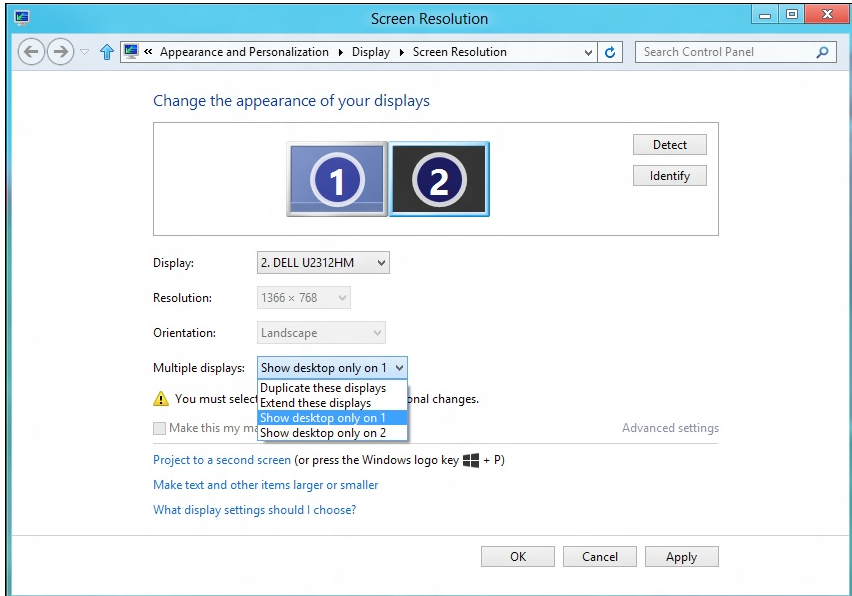 Screen Resolution
« Appearance and Personalization Display Screen Resolution
Search Control Panel
Change the appearance of your displays
1 2
Detect
Identify
Display: 2. DELL U2312HM
Resolution: 1366 × 768
Orientation: Landscape
Multiple displays: Show desktop only on 1
Duplicate these displays
Extend these displays
Show desktop only on 1
Show desktop only on 2
You must select onal changes.
Make this my ma
Advanced settings
Project to a second screen (or press the Windows logo key + P)
Make text and other items larger or smaller
What display settings should I choose?
OK Cancel Apply